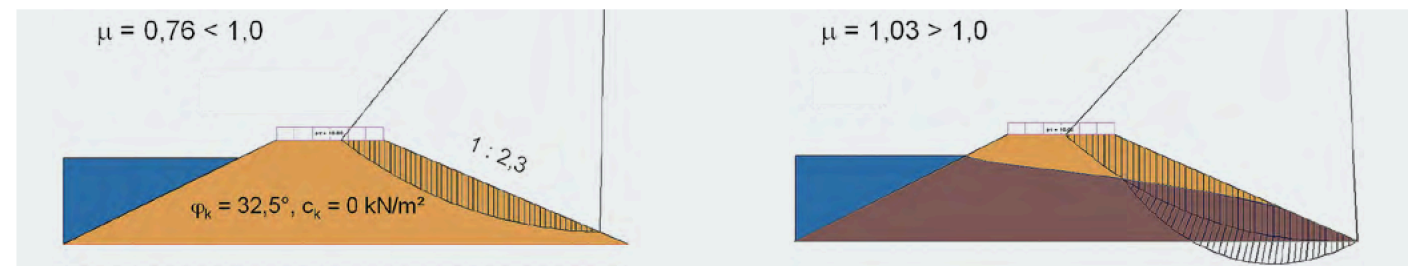 μ = 0,76 < 1,0
1 : 2,3
φk = 32,5°, ck = 0 kN/m²
μ = 1,03 > 1,0